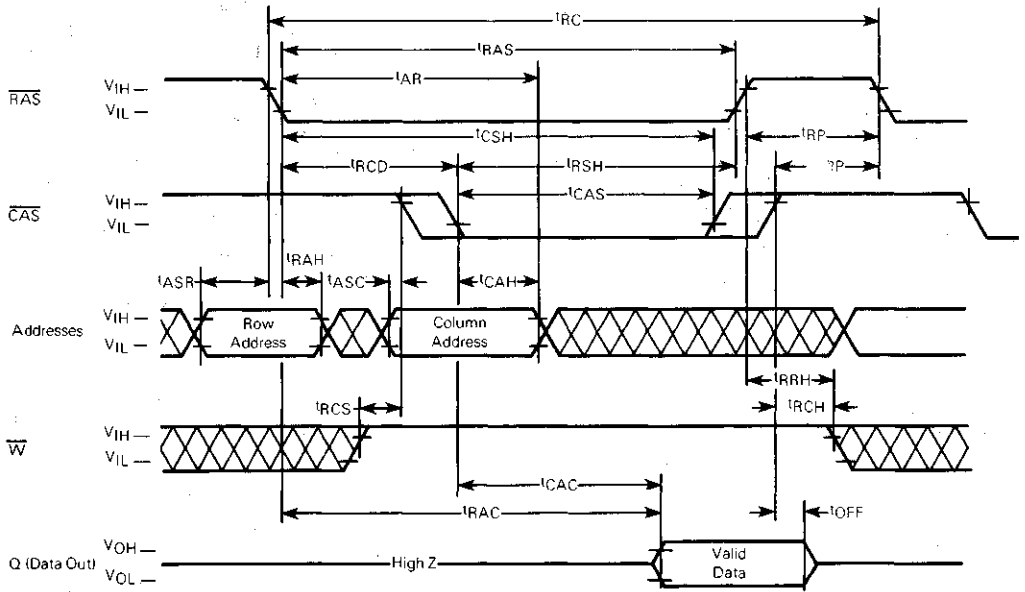 tRC
tRAS
tAR
RAS
VIH
VIL
tCSH
tRP
tRCD
tRSH
RP
tCAS
CAS
VIH
VIL
tRAH
tASR
tASC
tCAH
Addresses
VIH
VIL
Row
Address
Column
Address
tRRH
tRCS
tRCH
W
VIH
VIL
tCAC
tRAC
tOFF
Q (Data Out)
VOH
VOL
High Z
Valid
Data